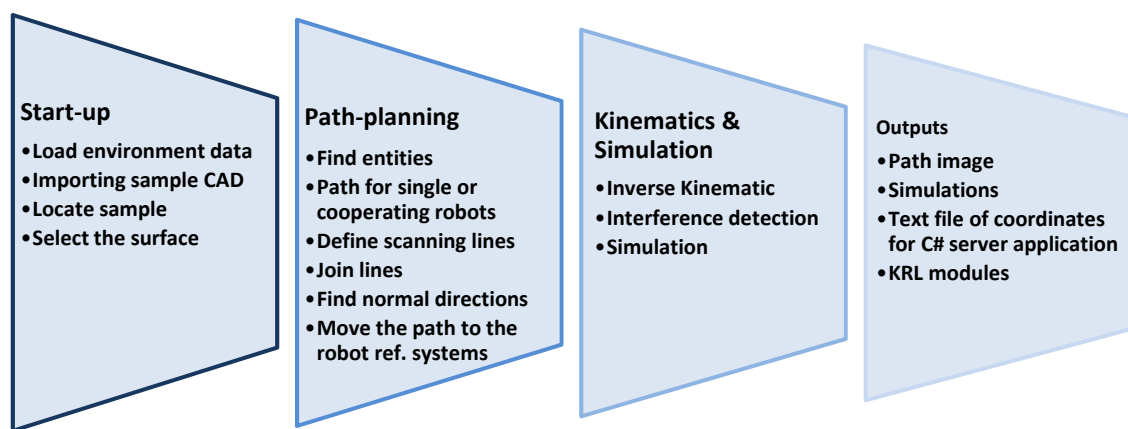 Start-up
•Load environment data
•Importing sample CAD
•Locate sample
•Select the surface
Path-planning
•Find entities
•Path for single or
cooperating robots
•Define scanning lines
•Join lines
•Find normal directions
•Move the path to the
robot ref. systems
Kinematics &
Simulation
•Inverse Kinematic
•Interference detection
•Simulation
Outputs
•Path image
•Simulations
•Text file of coordinates
for C# server application
•KRL modules